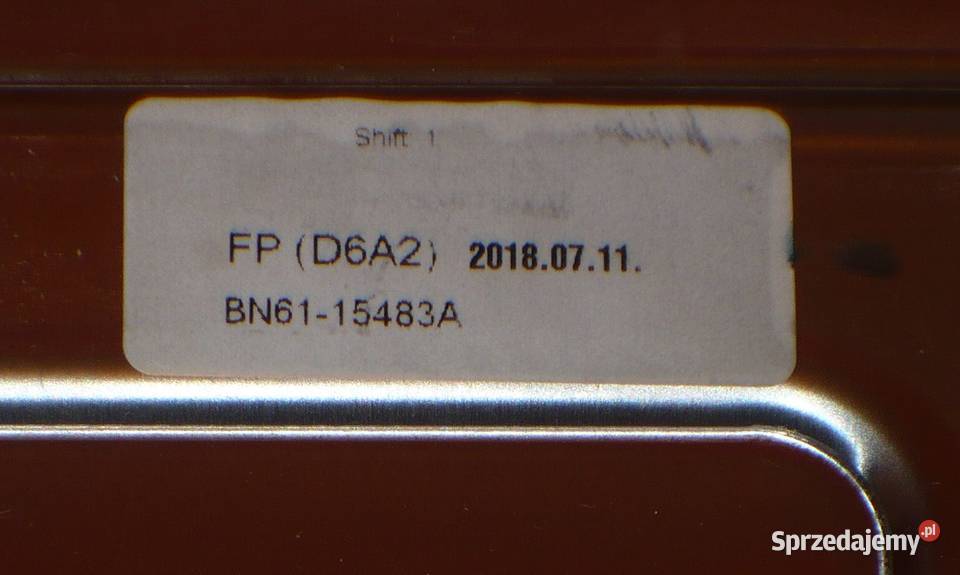 Shift 1
FP (D6A2) 2018.07.11.
BN61-15483A
Sprzedajemy.pl